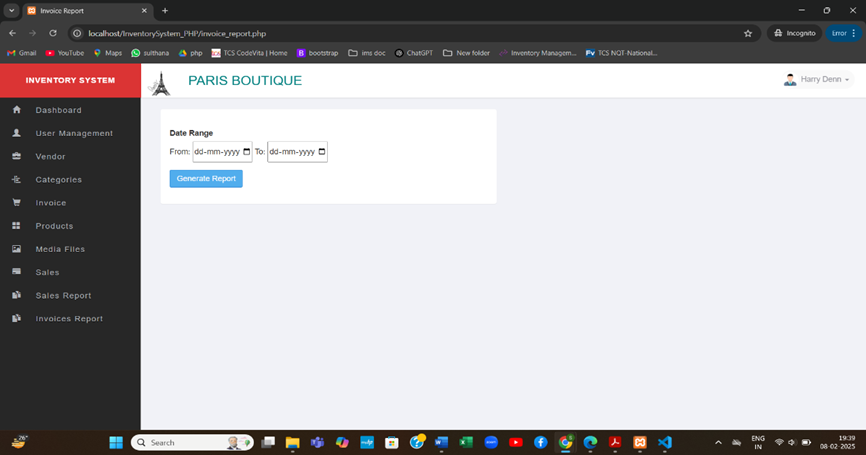 Invoice Report
localhost/InventorySystem_PHP/invoice_report.php
Incognito
Error
Gmail
YouTube
Maps
sulthana
php
TCS CodeVita | Home
bootstrap
ims doc
ChatGPT
New folder
Inventory Managem...
TCS NQT-National...
INVENTORY SYSTEM
PARIS BOUTIQUE
Harry Denn
Dashboard
User Management
Vendor
Categories
Invoice
Products
Media Files
Sales
Sales Report
Invoices Report
Date Range
From: dd-mm-yyyy To: dd-mm-yyyy
Generate Report
26°
Search
ENG
IN
19:39
08-02-2025